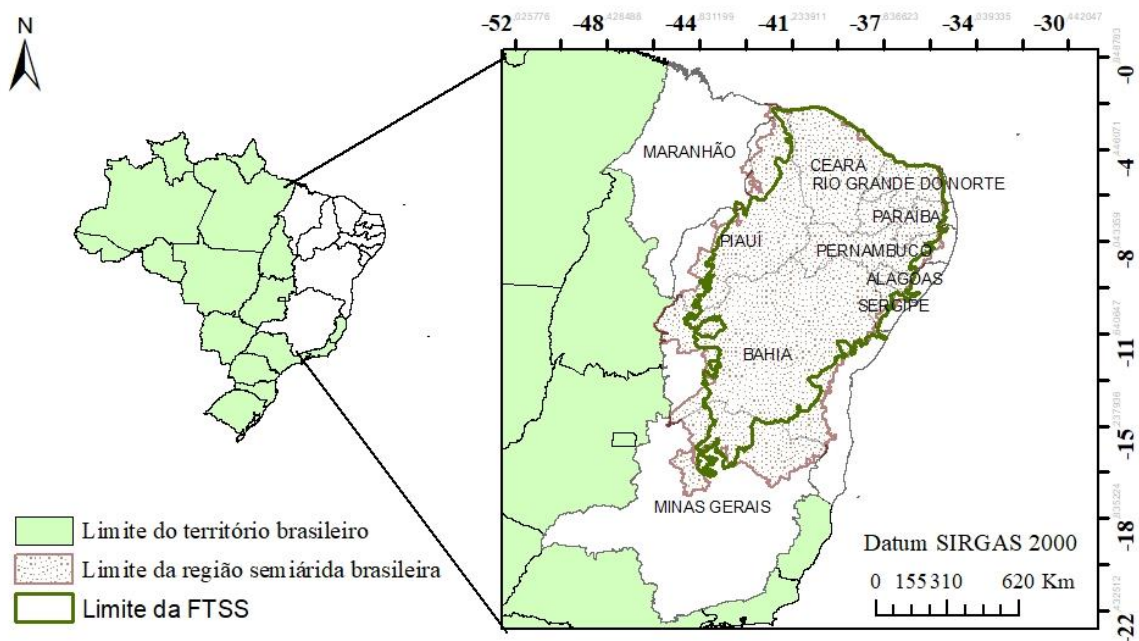 N
-52 -48 -44 -41 -37 -34 -30
-0
-4
-8
-11
-15
-18
-22
MARANHÃO
CEARÁ
RIO GRANDE DO NORTE
PARAÍBA
PIAUÍ
PERNAMBUCO
ALAGOAS
SERGIPE
BAHIA
MINAS GERAIS
Limite do território brasileiro
Limite da região semiárida brasileira
Limite da FTSS
Datum SIRGAS 2000
0 155310 620 Km